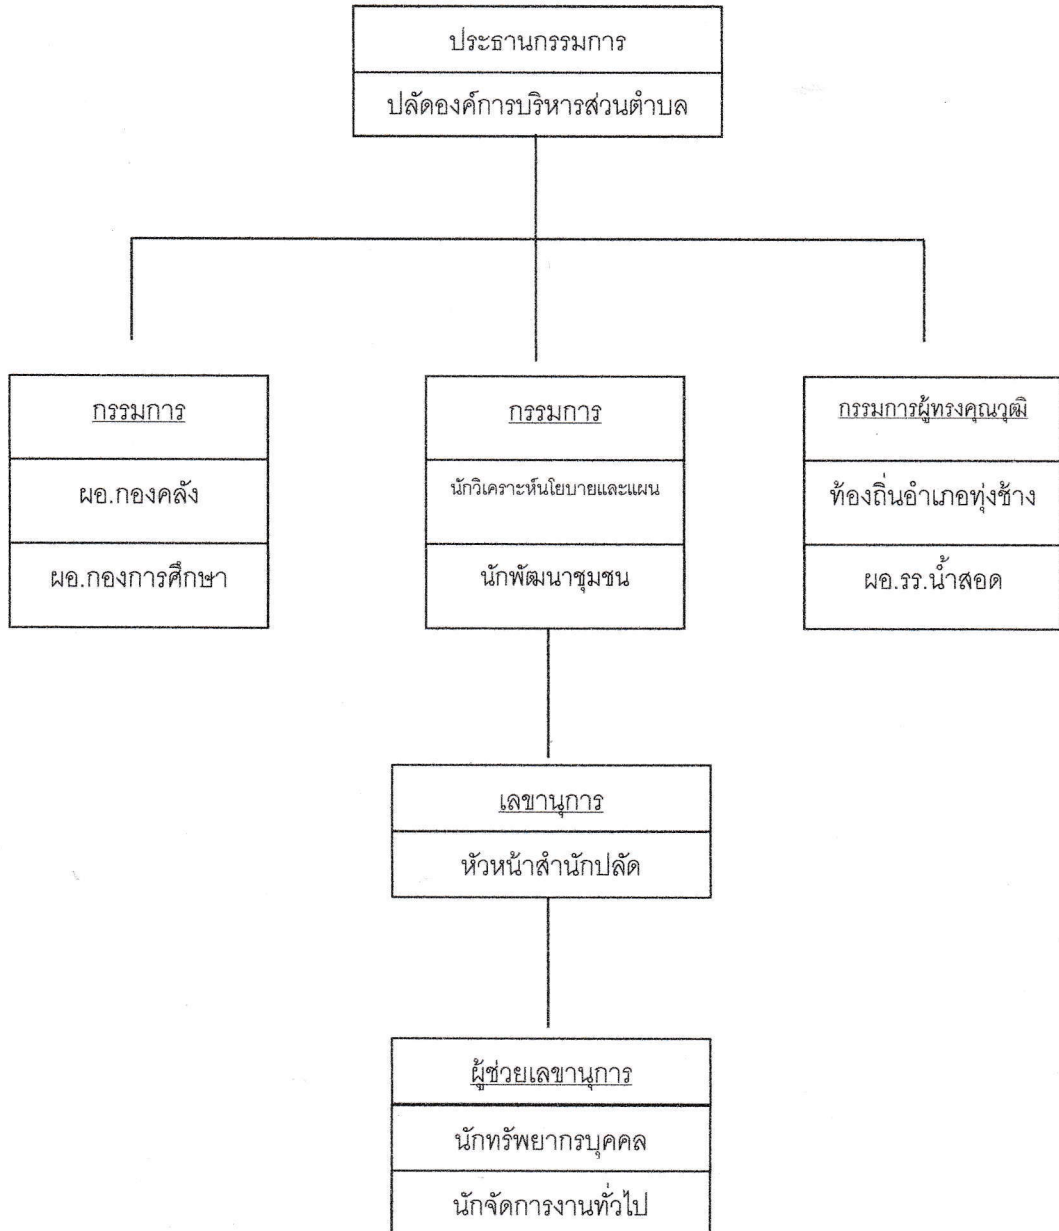 ประธานกรรมการ
ปลัดองค์การบริหารส่วนตำบล
กรรมการ
ผอ.กองคลัง
ผอ.กองการศึกษา
กรรมการ
นักวิเคราะห์นโยบายและแผน
นักพัฒนาชุมชน
กรรมการผู้ทรงคุณวุฒิ
ท้องถิ่นอำเภอทุ่งช้าง
ผอ.รร.น้ำสอด
เลขานุการ
หัวหน้าสำนักปลัด
ผู้ช่วยเลขานุการ
นักทรัพยากรบุคคล
นักจัดการงานทั่วไป